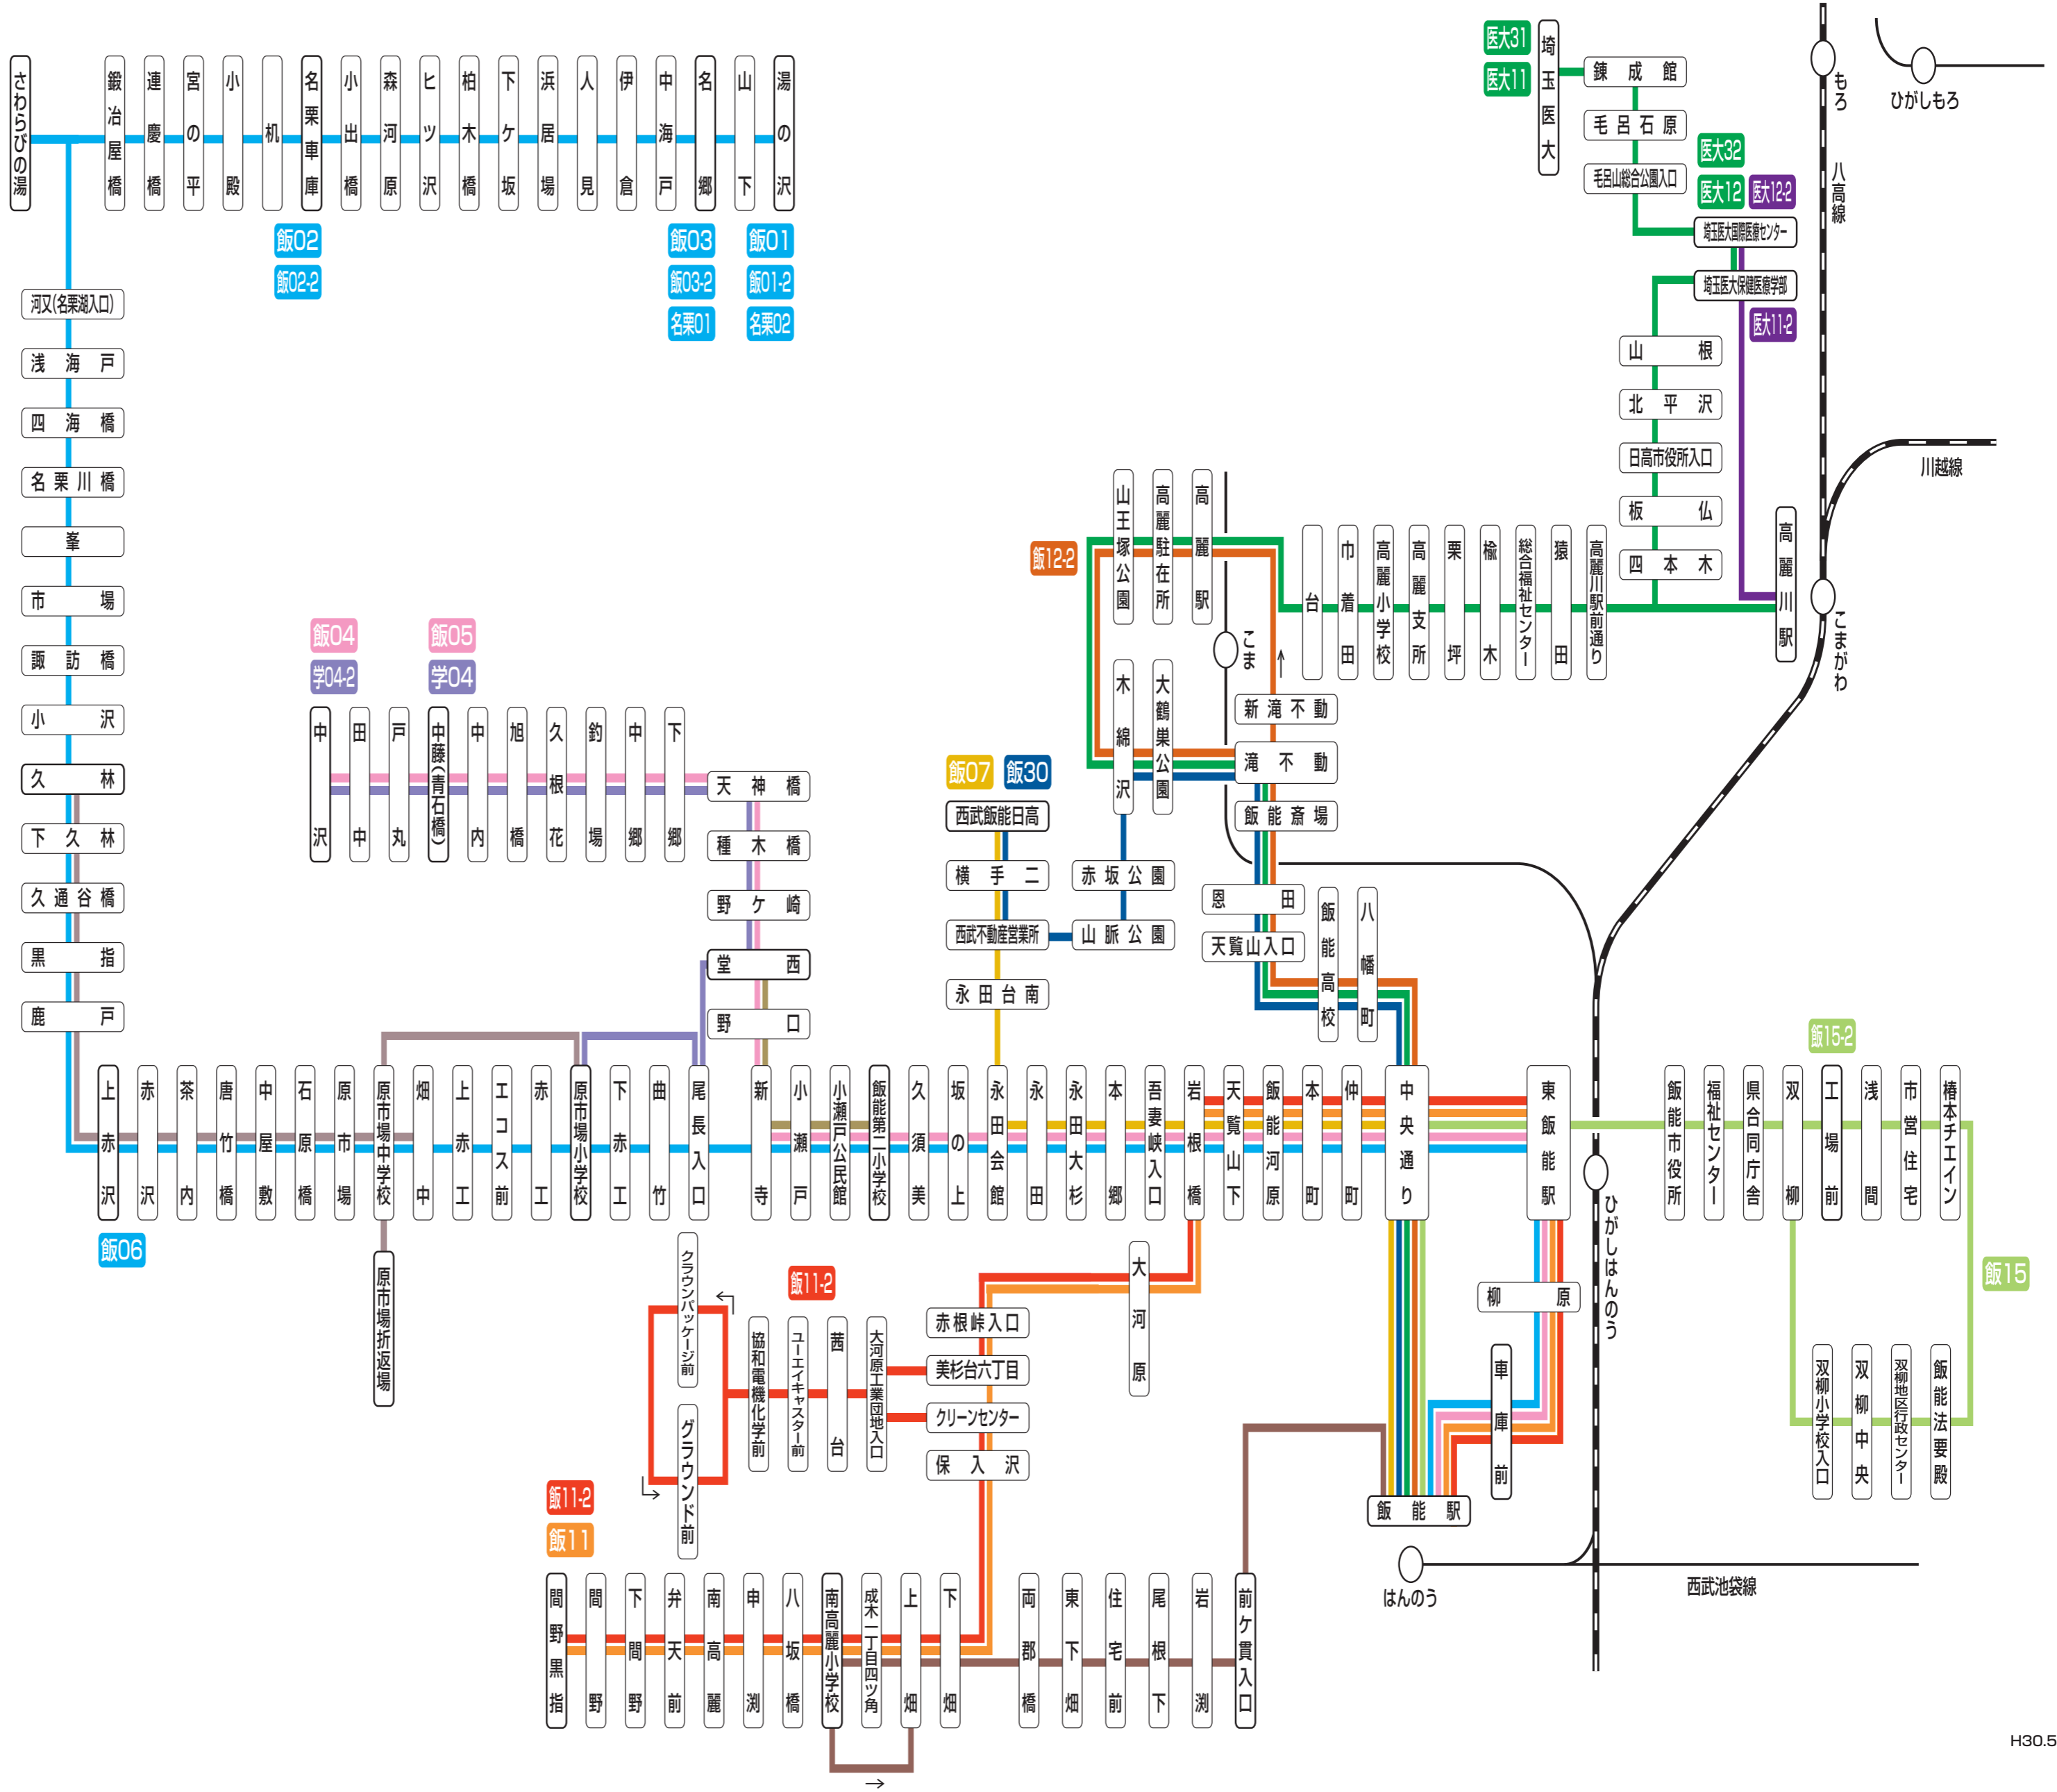 さわらびの湯
鍛冶屋橋
連慶橋
宮の平
小殿
机
名栗車庫
小出橋
森河原
ヒツ沢
柏木橋
下ケ坂
浜居場
人見
伊倉
中海戸
名郷
山下
湯の沢
飯02
飯02-2
飯03
飯03-2
名栗01
飯01
飯01-2
名栗02
医大31
医大11
埼玉医大
錬成館
毛呂石原
毛呂山総合公園入口
医大32
医大12
医大12-2
埼玉医大国際医療センター
埼玉医大保健医療学部
医大11-2
もろ
八高線
ひがしもろ
山根
北平沢
日高市役所入口
板仏
四本木
川越線
高麗川駅
こまがわ
河又(名栗湖入口)
浅海戸
四海橋
名栗川橋
峯
市場
諏訪橋
小沢
久林
下久林
久通谷橋
黒指
鹿戸
飯04
学04-2
飯05
学04
中沢
田中
戸丸
中藤(青石橋)
中内
旭橋
久根花
釣場
中郷
下郷
天神橋
種木橋
野ケ崎
堂西
野口
飯12-2
山王塚公園
高麗駐在所
高麗駅
こま
台
巾着田
高麗小学校
高麗支所
栗坪
楡木
総合福祉センター
猿田
高麗川駅前通り
木綿沢
大鶴巣公園
新滝不動
滝不動
飯能斎場
恩田
天覧山入口
飯能高校
八幡町
飯07
飯30
西武飯能日高
横手二
西武不動産営業所
永田台南
赤坂公園
山脈公園
上赤沢
赤沢
茶内
唐竹橋
中屋敷
石原橋
原市場
原市場中学校
畑中
上赤工
エコス前
赤工
原市場小学校
下赤工
曲竹
尾長入口
新寺
小瀬戸
小瀬戸公民館
飯能第二小学校
久須美
坂の上
永田会館
永田
永田大杉
本郷
吾妻峡入口
岩根橋
天覧山下
飯能河原
本町
仲町
中央通り
東飯能駅
ひがしはんのう
飯能市役所
福祉センター
県合同庁舎
双柳
工場前
浅間
市営住宅
椿本チエイン
飯15-2
飯15
双柳小学校入口
双柳中央
双柳地区行政センター
飯能法要殿
飯06
原市場折返場
クラウンパッケージ前
グラウンド前
飯11-2
協和電機化学前
ユーエイキャスター前
茜台
大河原工業団地入口
赤根峠入口
美杉台六丁目
クリーンセンター
保入沢
大河原
柳原
車庫前
飯能駅
はんのう
西武池袋線
飯11-2
飯11
間野黒指
間野
下間野
弁天前
南高麗
申渕
八坂橋
南高麗小学校
成木一丁目四ツ角
上畑
下畑
両郡橋
東下畑
住宅前
尾根下
岩渕
前ケ貫入口
H30.5